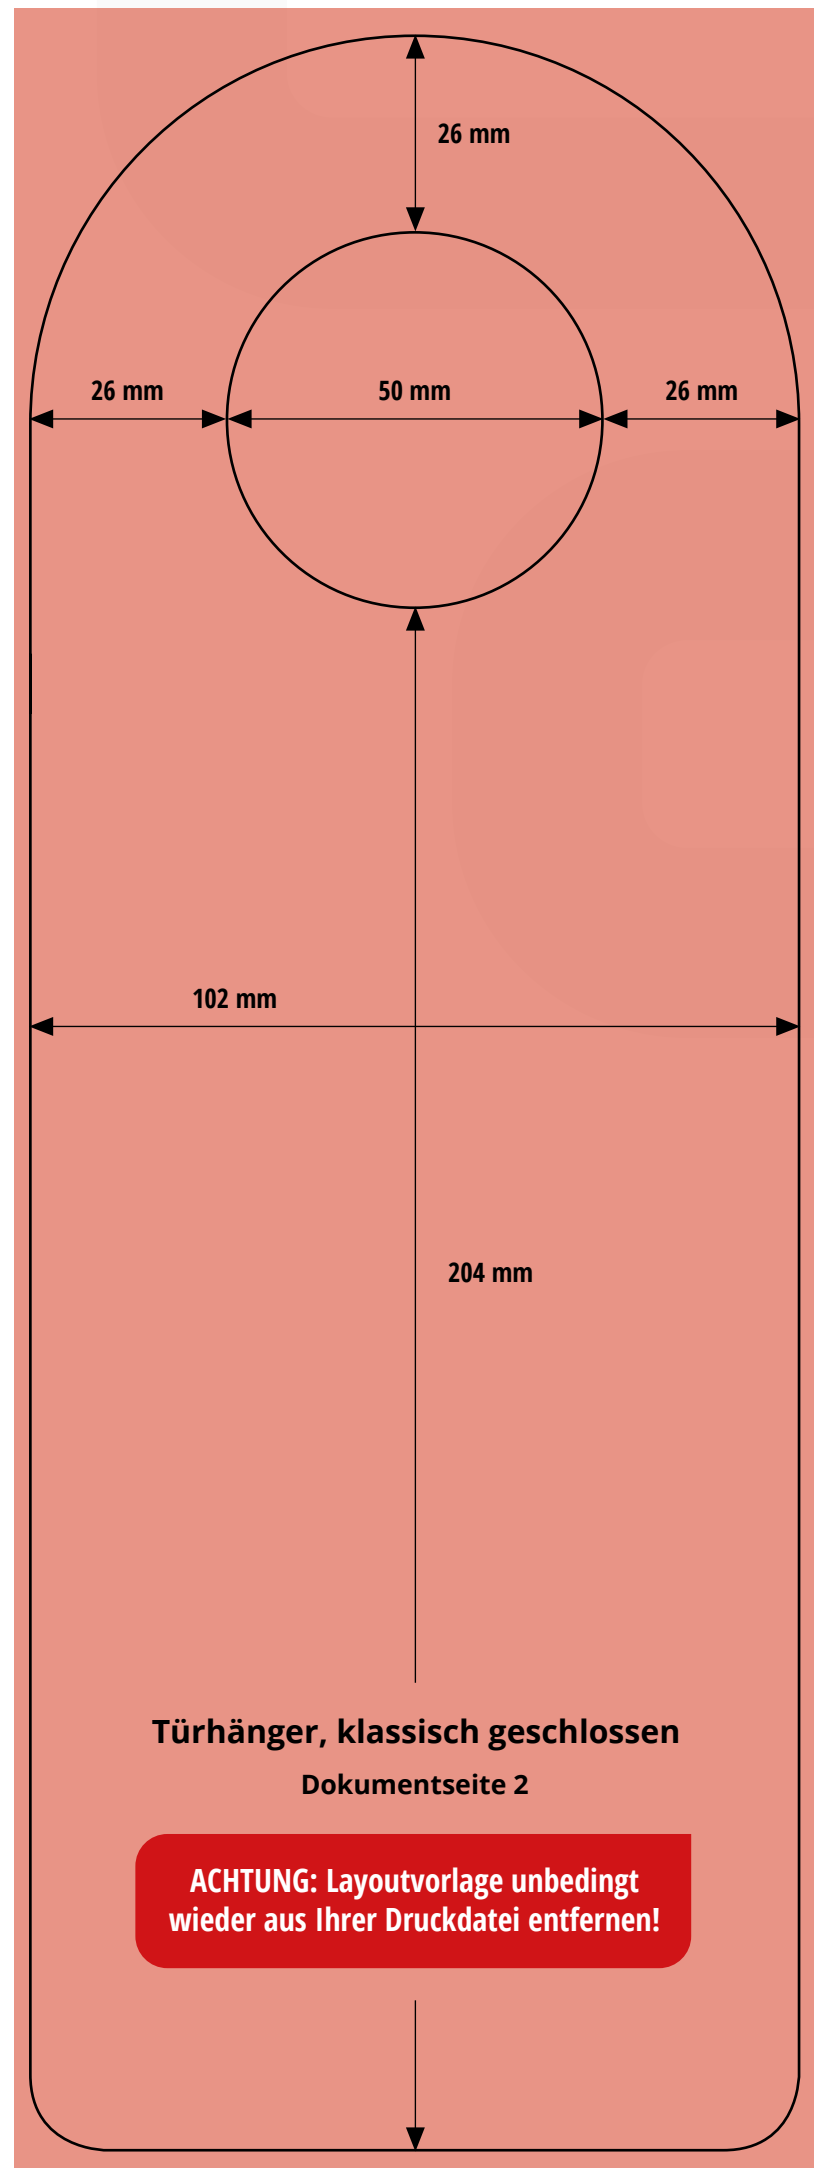 26 mm
26 mm
50 mm
26 mm
102 mm
204 mm
Türhänger, klassisch geschlossen
Dokumentseite 2
ACHTUNG: Layoutvorlage unbedingt
wieder aus Ihrer Druckdatei entfernen!